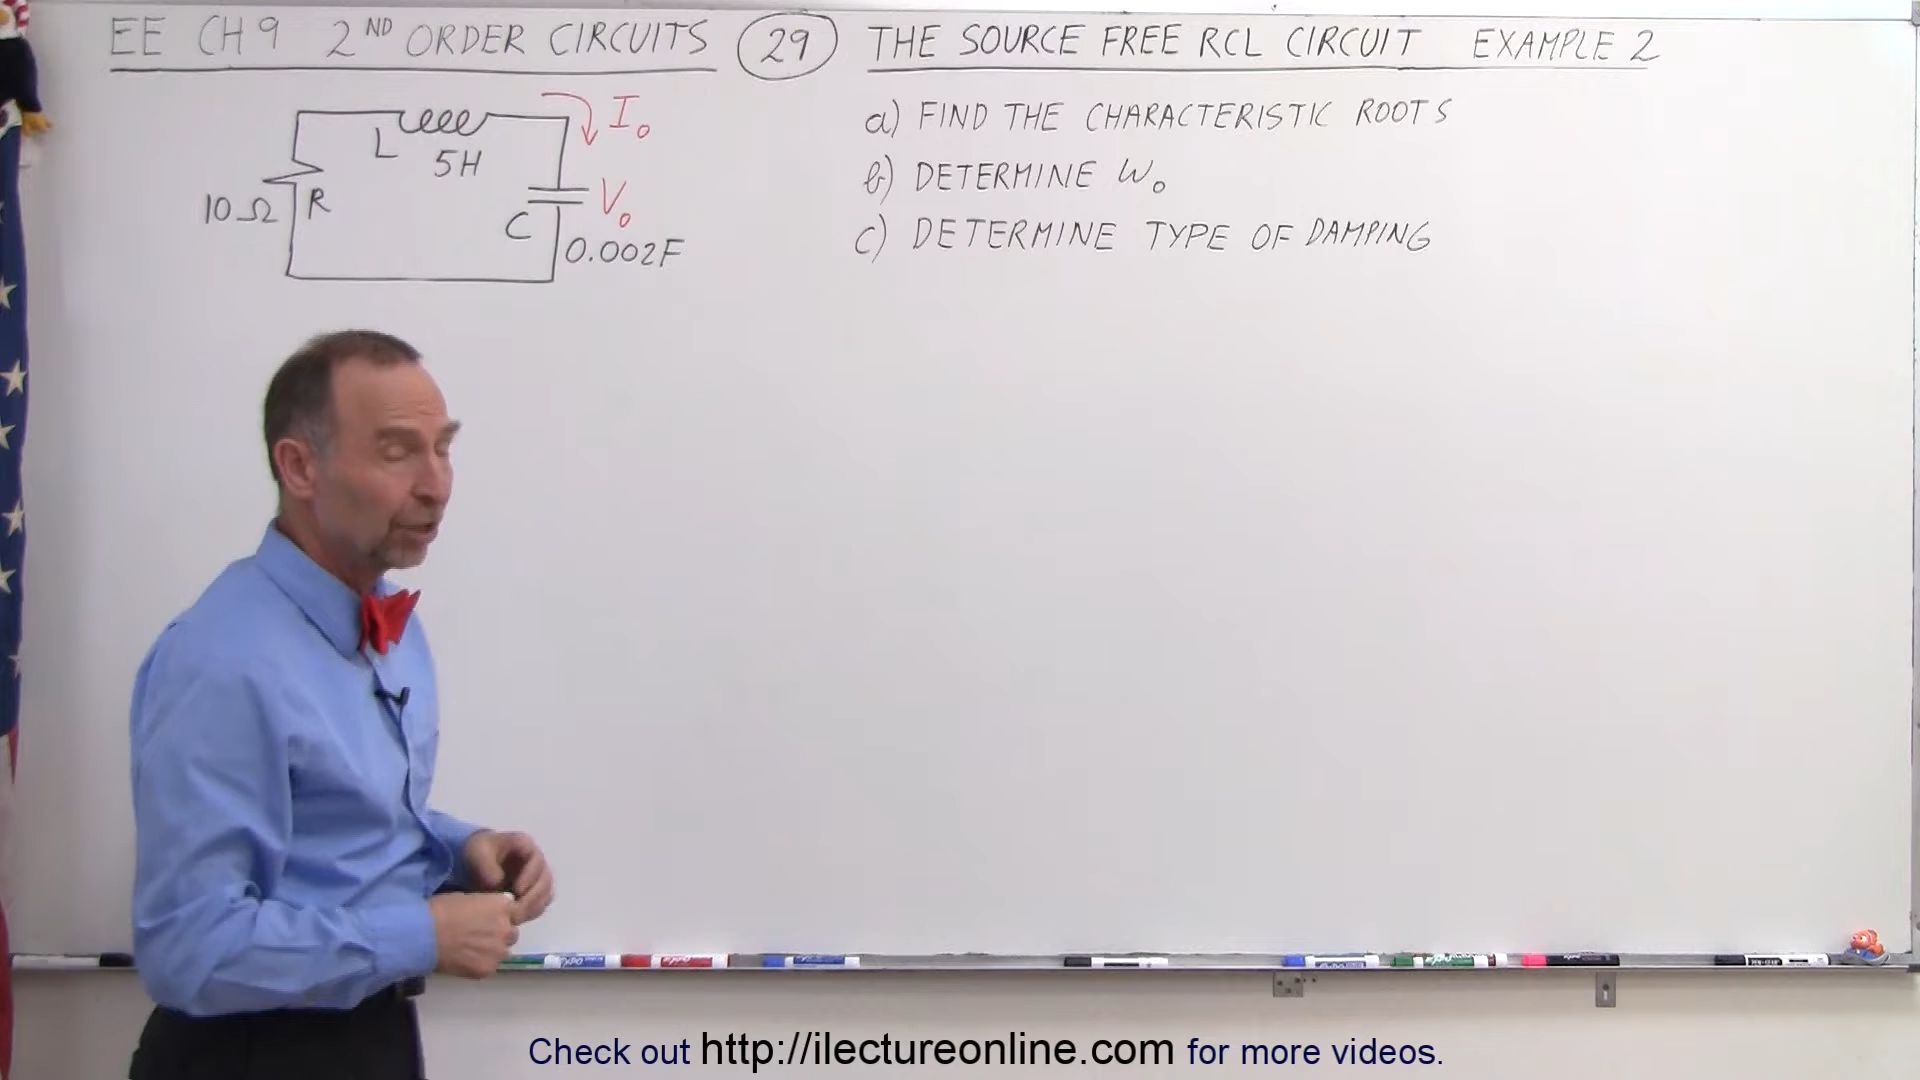 EE CH 9 2ND ORDER CIRCUITS 29 THE SOURCE FREE RCL CIRCUIT EXAMPLE 2
I₀
L
5H
10 Ω R
V₀
C
0.002F
a) FIND THE CHARACTERISTIC ROOTS
b) DETERMINE ω₀
c) DETERMINE TYPE OF DAMPING
Check out http://ilectureonline.com for more videos.